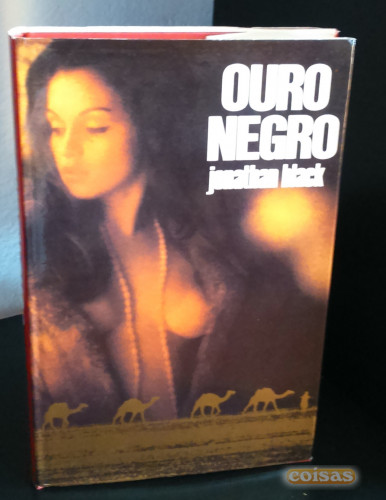 OURO
NEGRO
jonathan black
coisas